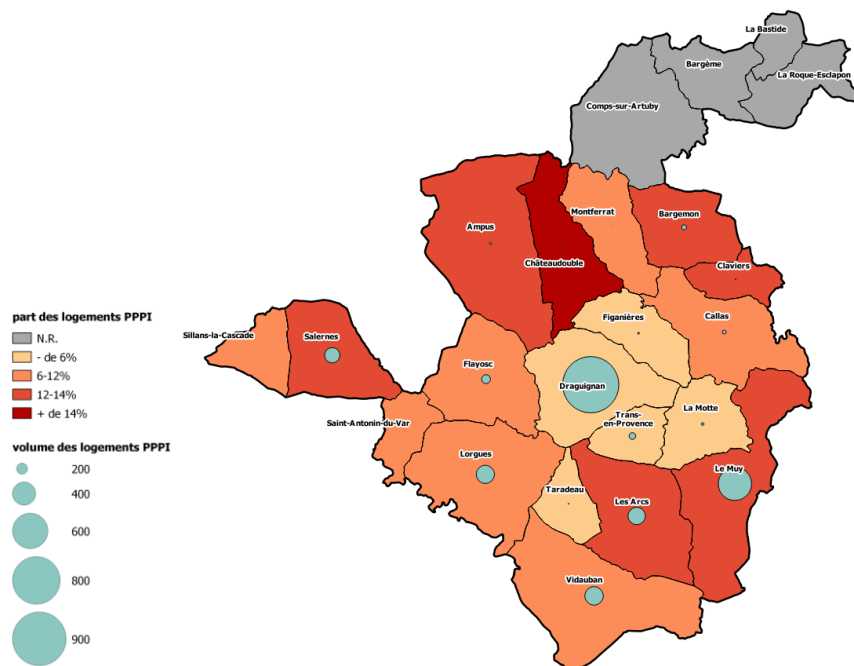 La Bastide
Bargème
La Roque-Esclapon
Comps-sur-Artuby
Montferrat
Bargemon
Ampus
Châteaudouble
Claviers
part des logements PPPI
N.R.
- de 6%
6-12%
12-14%
+ de 14%
Sillans-la-Cascade
Salernes
Figanières
Callas
Flayosc
Draguignan
Saint-Antonin-du-Var
Trans-
en-Provence
La Motte
volume des logements PPPI
200
400
600
800
900
Lorgues
Le Muy
Taradeau
Les Arcs
Vidauban